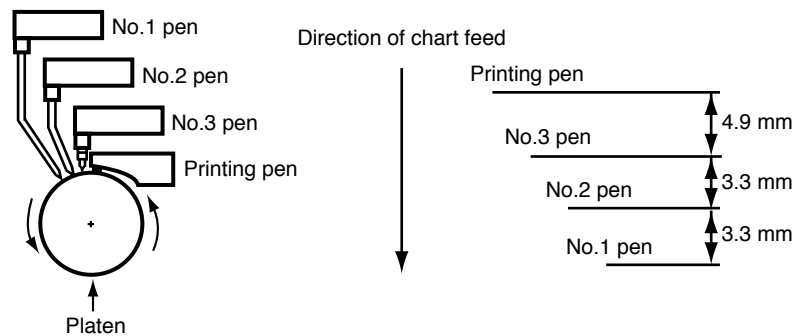 No.1 pen
No.2 pen
No.3 pen
Printing pen
Platen
Direction of chart feed
Printing pen
4.9 mm
No.3 pen
3.3 mm
No.2 pen
3.3 mm
No.1 pen